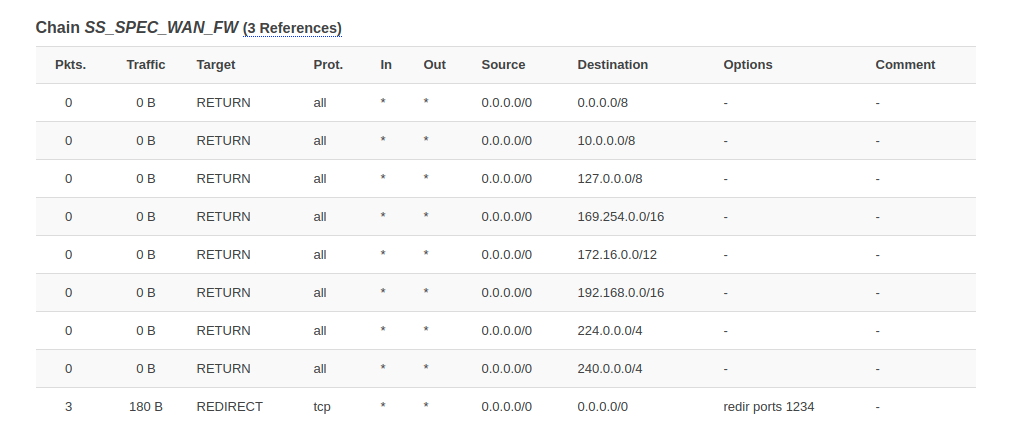 Chain SS_SPEC_WAN_FW (3 References)
Pkts. Traffic Target Prot. In Out Source Destination Options Comment
0 0 B RETURN all * * 0.0.0.0/0 0.0.0.0/8 - -
0 0 B RETURN all * * 0.0.0.0/0 10.0.0.0/8 - -
0 0 B RETURN all * * 0.0.0.0/0 127.0.0.0/8 - -
0 0 B RETURN all * * 0.0.0.0/0 169.254.0.0/16 - -
0 0 B RETURN all * * 0.0.0.0/0 172.16.0.0/12 - -
0 0 B RETURN all * * 0.0.0.0/0 192.168.0.0/16 - -
0 0 B RETURN all * * 0.0.0.0/0 224.0.0.0/4 - -
0 0 B RETURN all * * 0.0.0.0/0 240.0.0.0/4 - -
3 180 B REDIRECT tcp * * 0.0.0.0/0 0.0.0.0/0 redir ports 1234 -